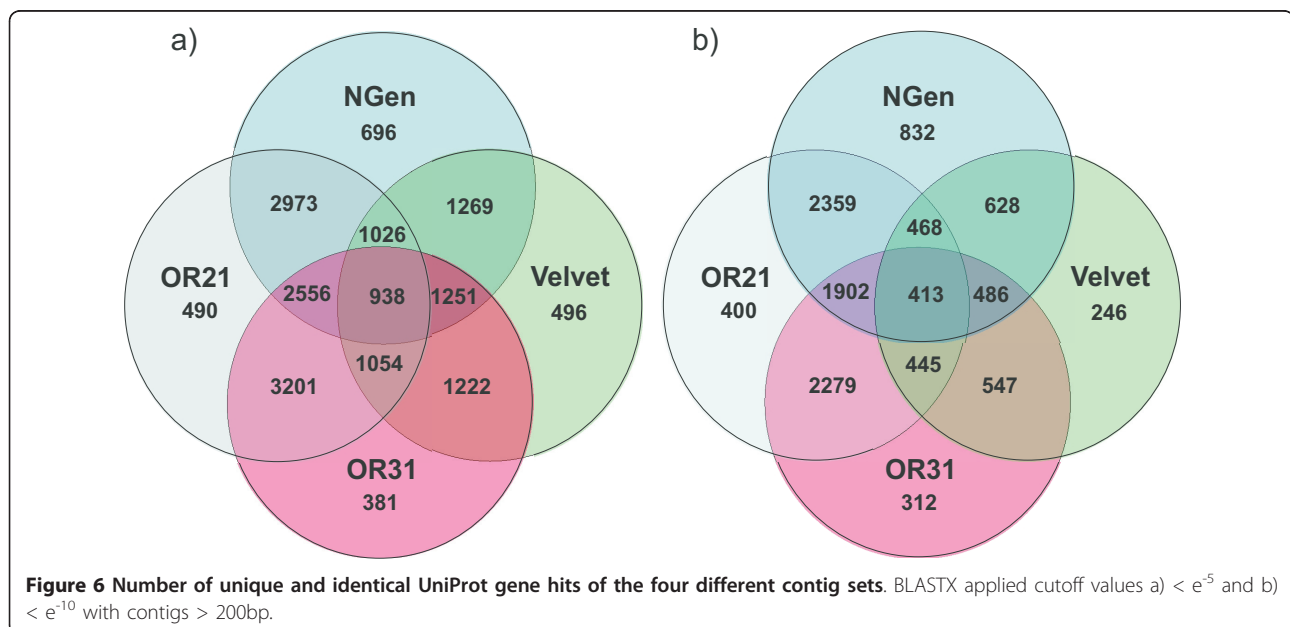 a)
b)
NGen
696
2973
1269
1026
OR21
490
2556
938
1251
Velvet
496
1054
3201
1222
OR31
381
NGen
832
2359
628
468
OR21
400
1902
413
486
Velvet
246
445
2279
547
OR31
312
Figure 6 Number of unique and identical UniProt gene hits of the four different contig sets. BLASTX applied cutoff values a) < e-5 and b)
< e-10 with contigs > 200bp.